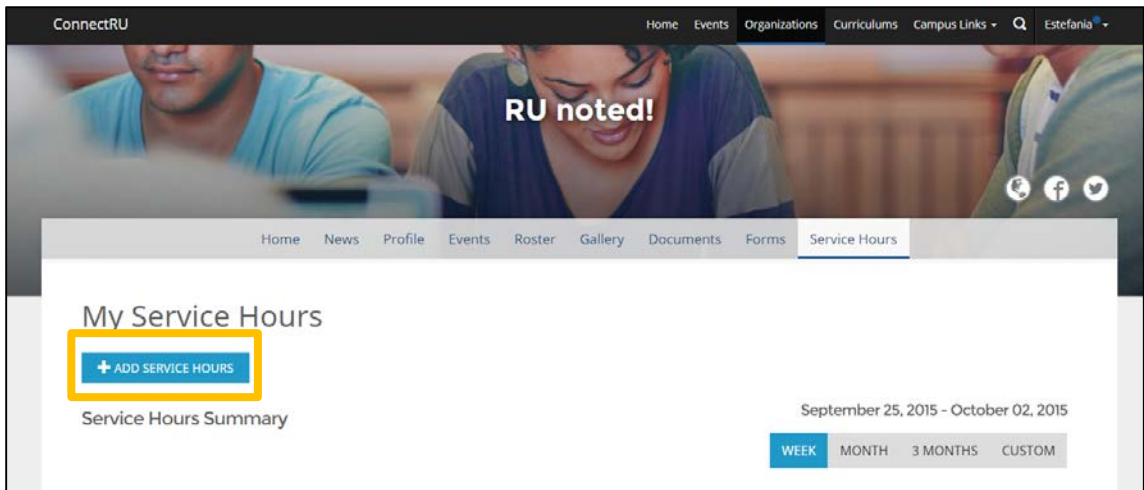 ConnectRU Home Events Organizations Curriculums Campus Links Estefania
RU noted!
Home News Profile Events Roster Gallery Documents Forms Service Hours
My Service Hours
+ ADD SERVICE HOURS
Service Hours Summary
September 25, 2015 - October 02, 2015
WEEK MONTH 3 MONTHS CUSTOM